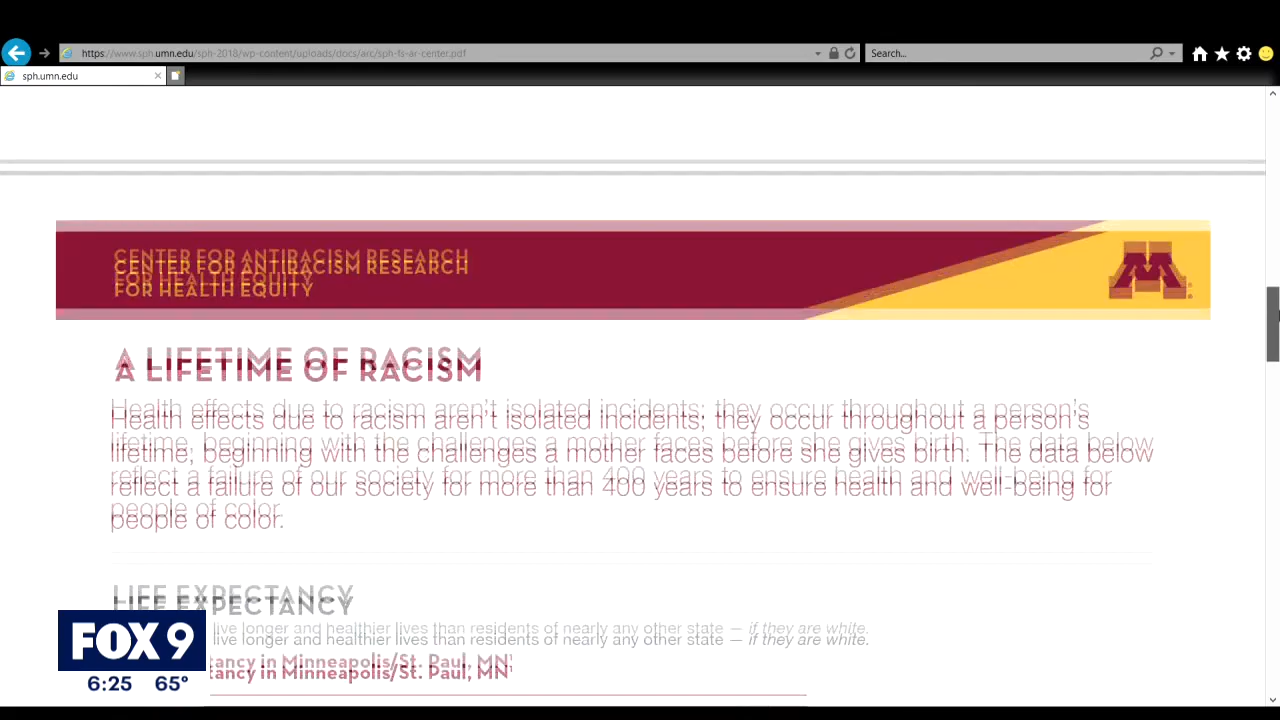 https://www.sph.umn.edu/sph-2018/wp-content/uploads/docs/arc/sph-fs-ar-center.pdf
Search...
sph.umn.edu
CENTER FOR ANTIRACISM RESEARCH
FOR HEALTH EQUITY
M
A LIFETIME OF RACISM
Health effects due to racism aren't isolated incidents; they occur throughout a person's
lifetime, beginning with the challenges a mother faces before she gives birth. The data below
reflect a failure of our society for more than 400 years to ensure health and well-being for
people of color.
LIFE EXPECTANCY
live longer and healthier lives than residents of nearly any other state — if they are white.
tancy in Minneapolis/St. Paul, MN
FOX 9
6:25 65°